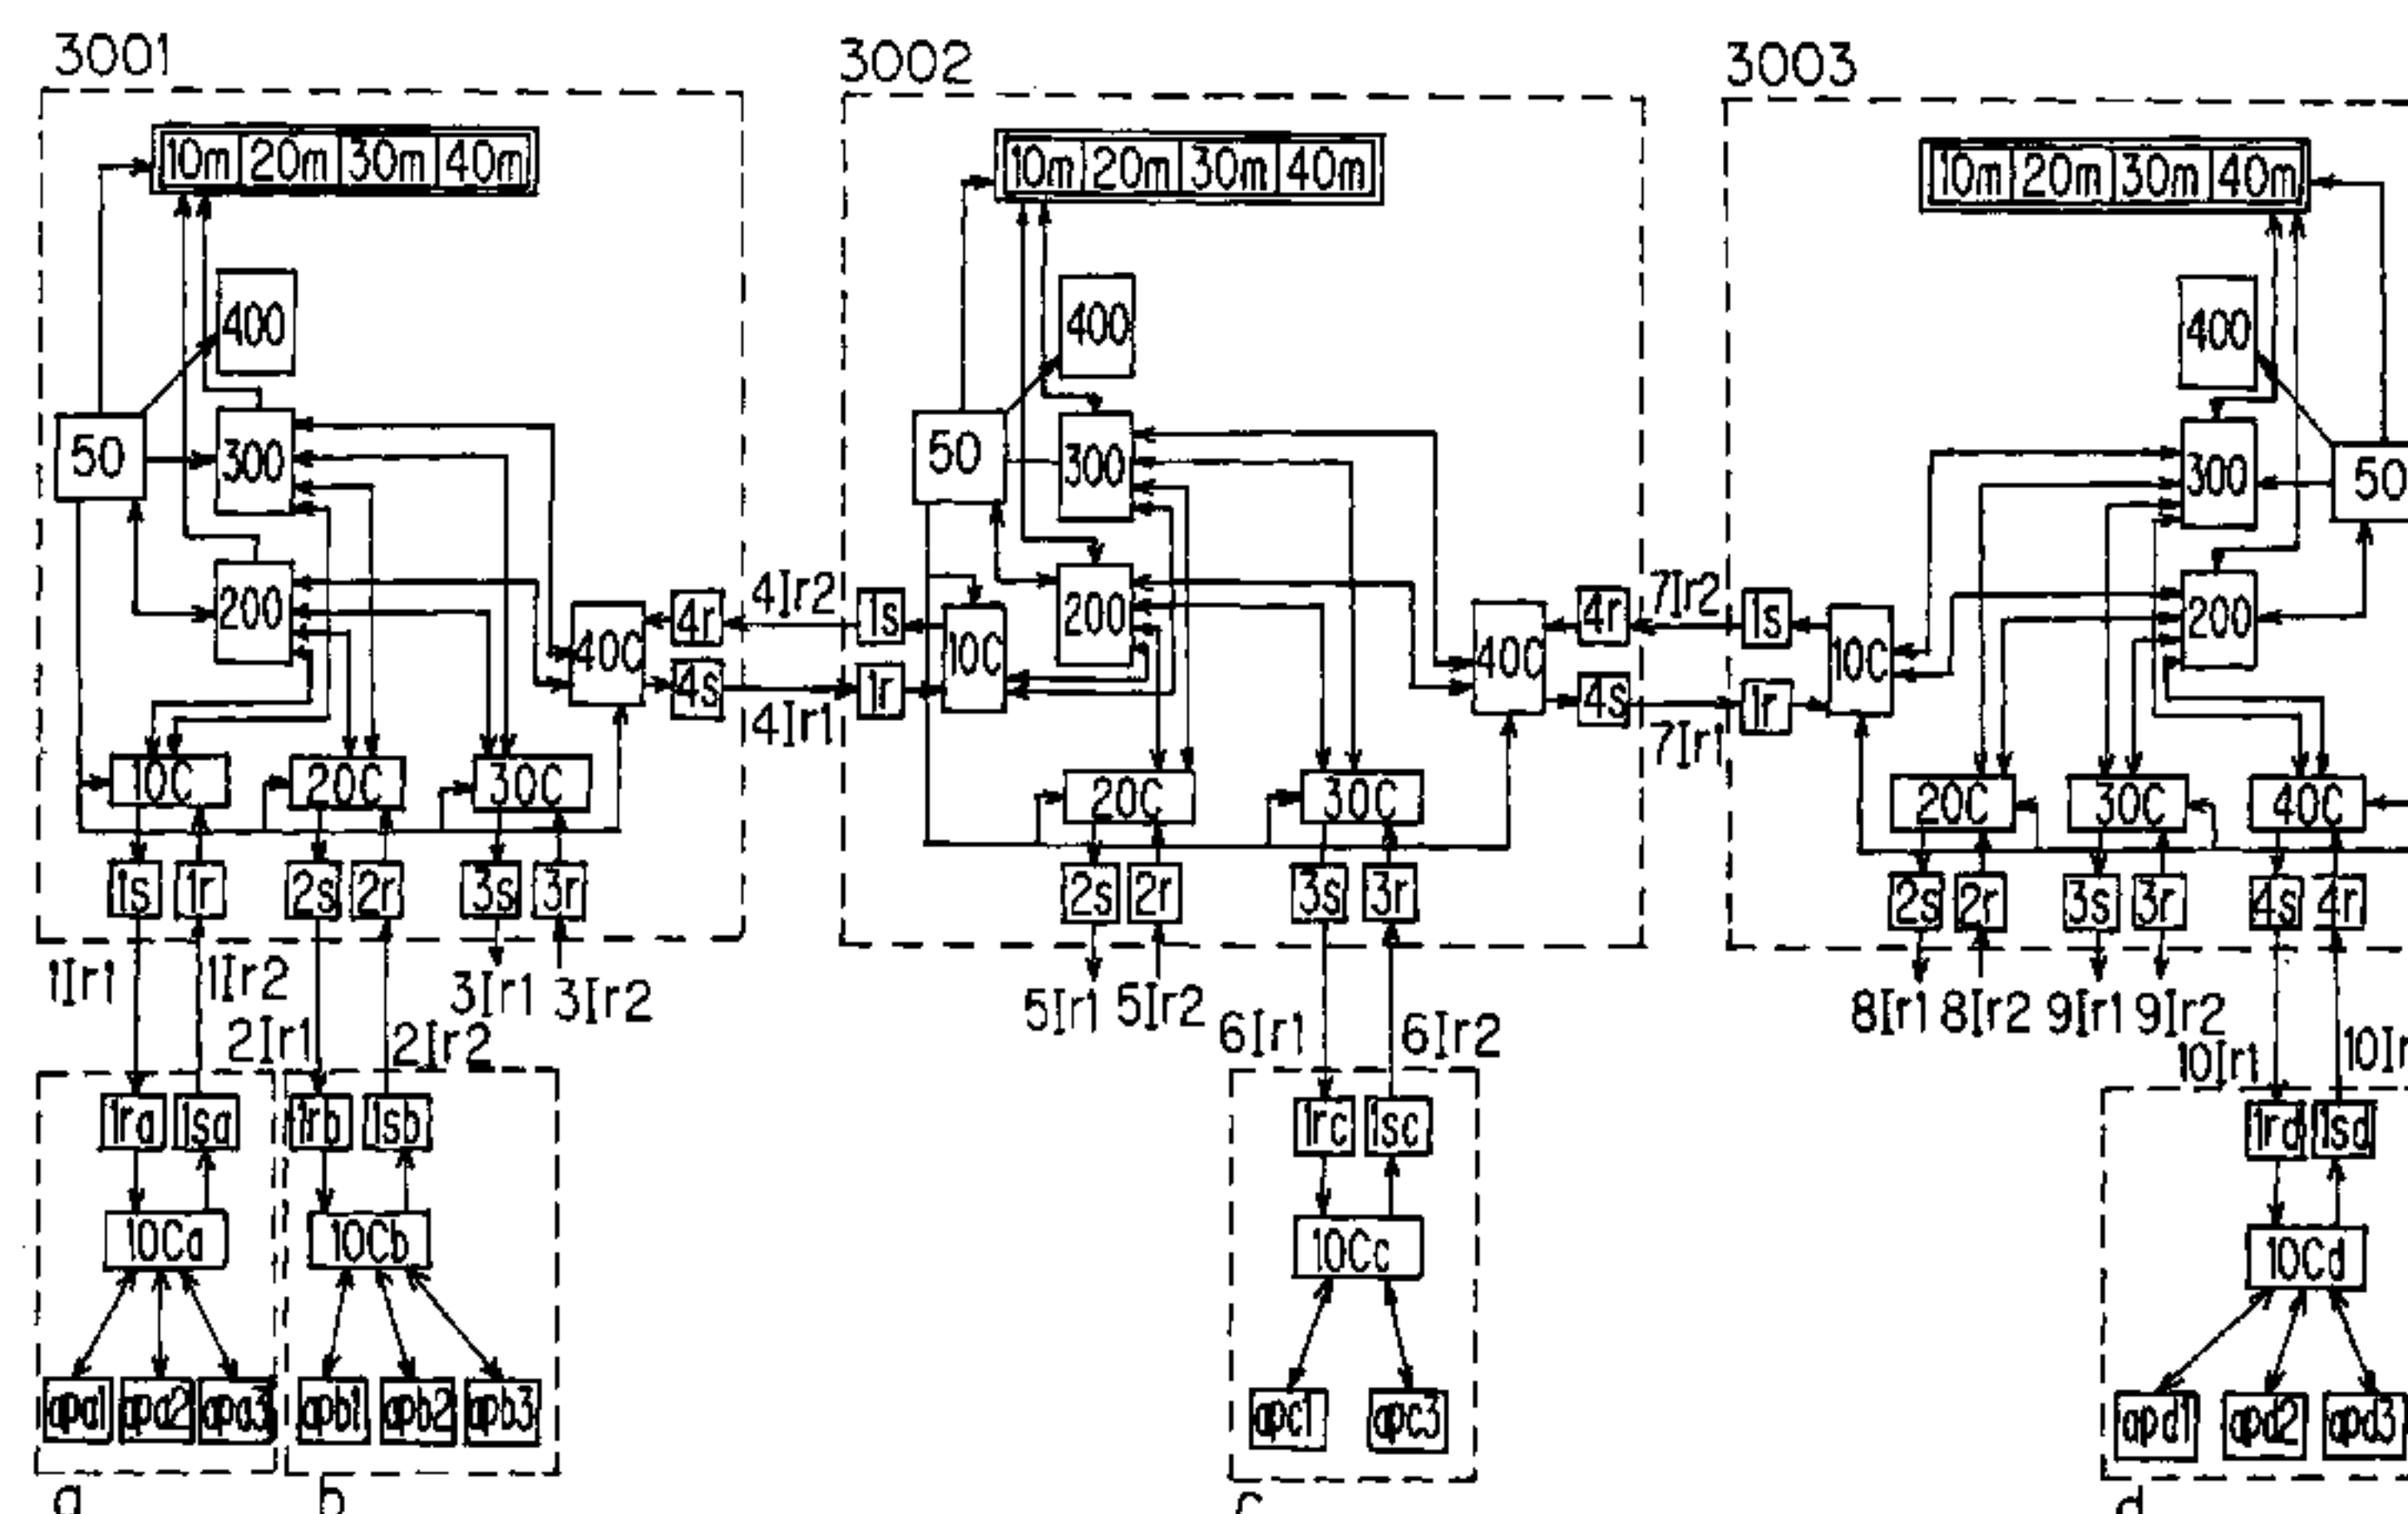 3001
3002
3003
10m 20m 30m 40m
10m 20m 30m 40m
10m 20m 30m 40m
400
400
400
50
300
50
300
300
50
200
200
200
40C
4r
4s
4Ir2
4Ir1
1s
1r
10C
40C
4r
4s
7Ir2
7Ir1
1s
1r
10C
10C
20C
30C
20C
30C
20C
30C
40C
1s
1r
2s
2r
3s
3r
2s
2r
3s
3r
2s
2r
3s
3r
4s
4r
1Ir1
1Ir2
2Ir1
2Ir2
3Ir1
3Ir2
5Ir1
5Ir2
6Ir1
6Ir2
8Ir1
8Ir2
9Ir1
9Ir2
10Ir1
1ra
1sa
1rb
1sb
1rc
1sc
1rd
1sd
10Ca
10Cb
10Cc
10Cd
apa1
apa2
apa3
apb1
apb2
apb3
apc1
apc3
apd1
apd2
apd3
a
b
c
d